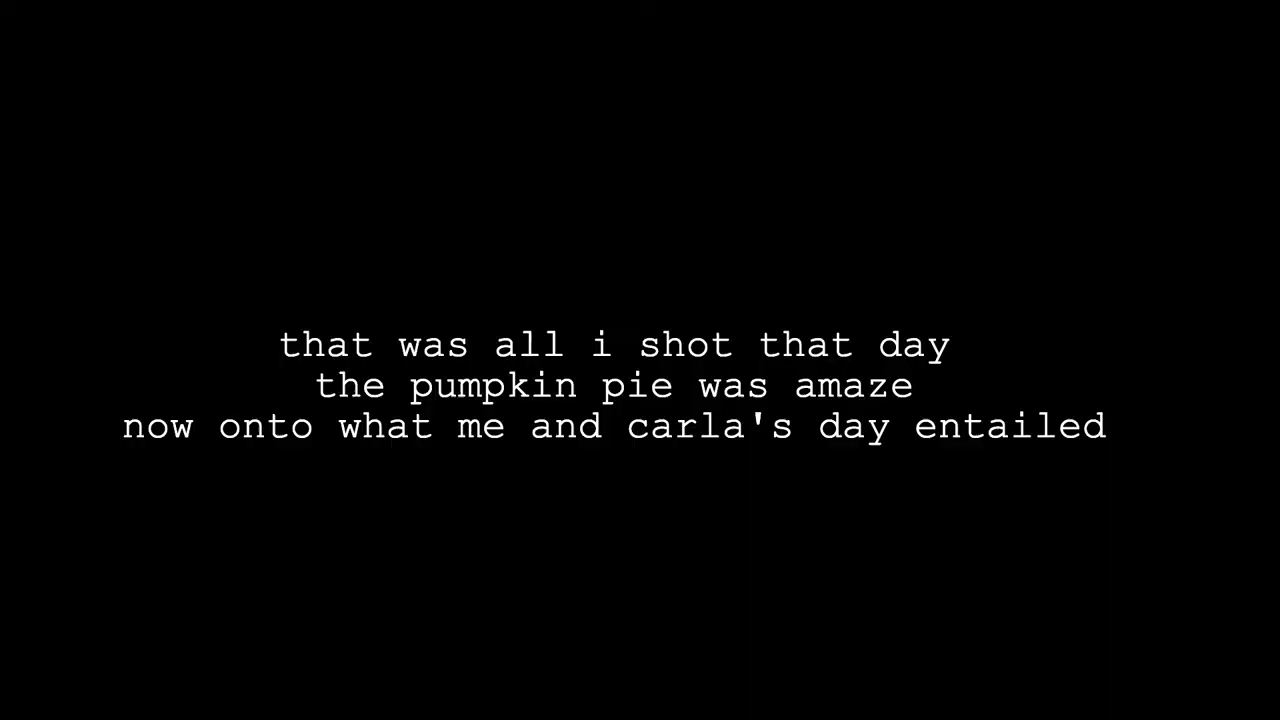 that was all i shot that day
the pumpkin pie was amaze
now onto what me and carla's day entailed